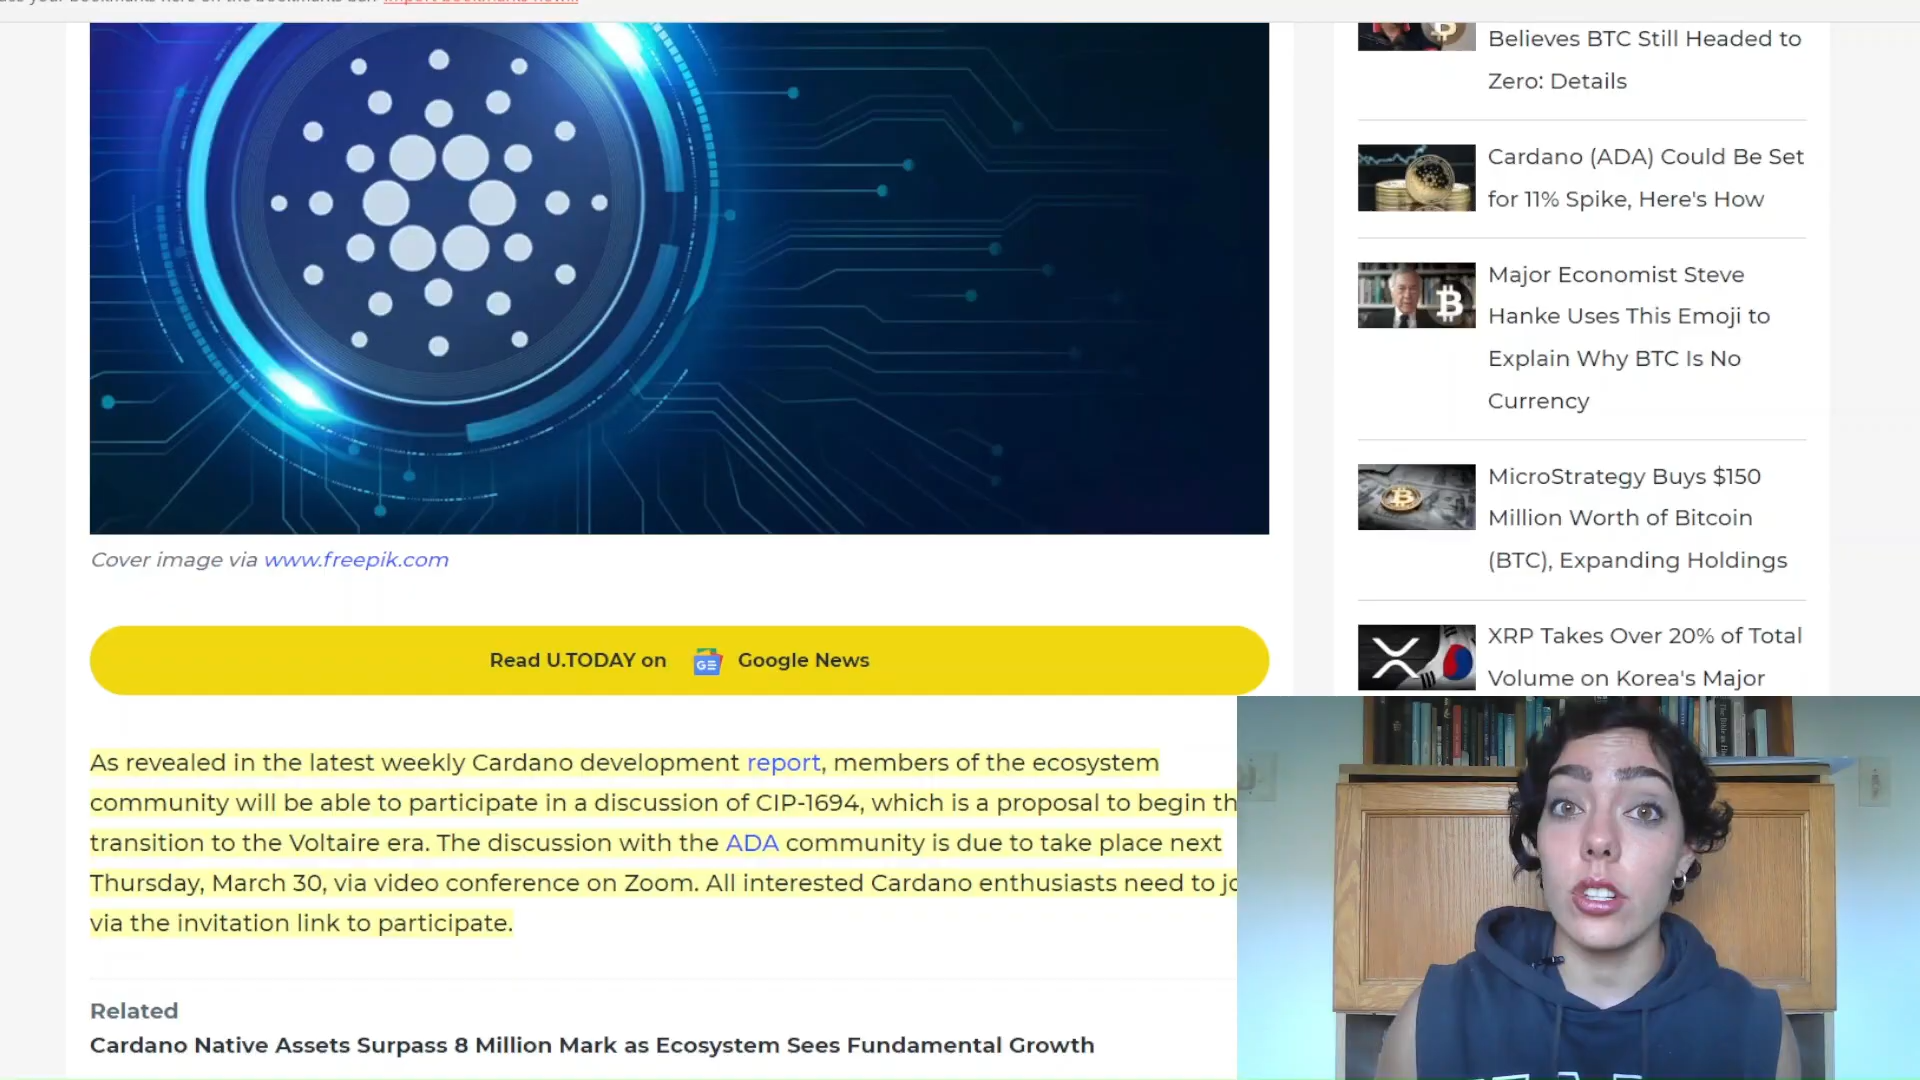 Believes BTC Still Headed to
Zero: Details
Cardano (ADA) Could Be Set
for 11% Spike, Here's How
Major Economist Steve
Hanke Uses This Emoji to
Explain Why BTC Is No
Currency
MicroStrategy Buys $150
Million Worth of Bitcoin
(BTC), Expanding Holdings
XRP Takes Over 20% of Total
Volume on Korea's Major
Cover image via www.freepik.com
Read U.TODAY on Google News
As revealed in the latest weekly Cardano development report, members of the ecosystem
community will be able to participate in a discussion of CIP-1694, which is a proposal to begin th
transition to the Voltaire era. The discussion with the ADA community is due to take place next
Thursday, March 30, via video conference on Zoom. All interested Cardano enthusiasts need to jo
via the invitation link to participate.
Related
Cardano Native Assets Surpass 8 Million Mark as Ecosystem Sees Fundamental Growth